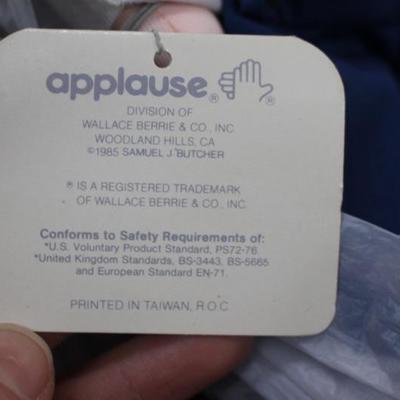 applause®
®
DIVISION OF
WALLACE BERRIE & CO., INC.
WOODLAND HILLS, CA
©1985 SAMUEL J. BUTCHER
® IS A REGISTERED TRADEMARK
OF WALLACE BERRIE & CO., INC.
Conforms to Safety Requirements of:
*U.S. Voluntary Product Standard, PS72-76.
*United Kingdom Standards, BS-3443, BS-5665
and European Standard EN-71.
PRINTED IN TAIWAN, R.O.C.